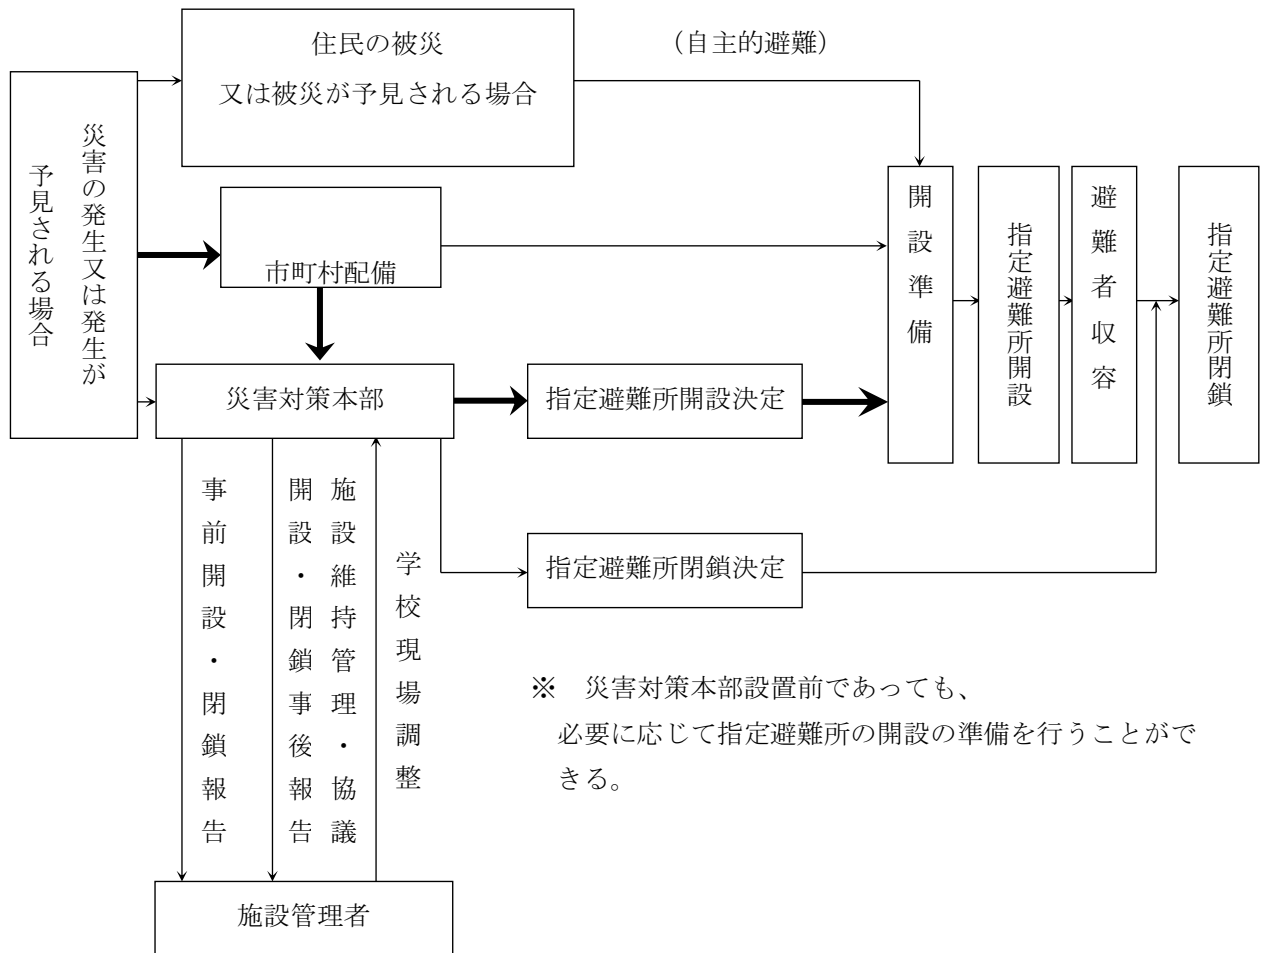 住民の被災
又は被災が予見される場合
（自主的避難）
災害の発生又は発生が
予見される場合
市町村配備
災害対策本部
指定避難所開設決定
指定避難所閉鎖決定
開設準備
指定避難所開設
避難者収容
指定避難所閉鎖
事前開設・閉鎖報告
施設維持管理・協議
開設・閉鎖事後報告
学校現場調整
※　災害対策本部設置前であっても、
必要に応じて指定避難所の開設の準備を行うことがで
きる。
施設管理者